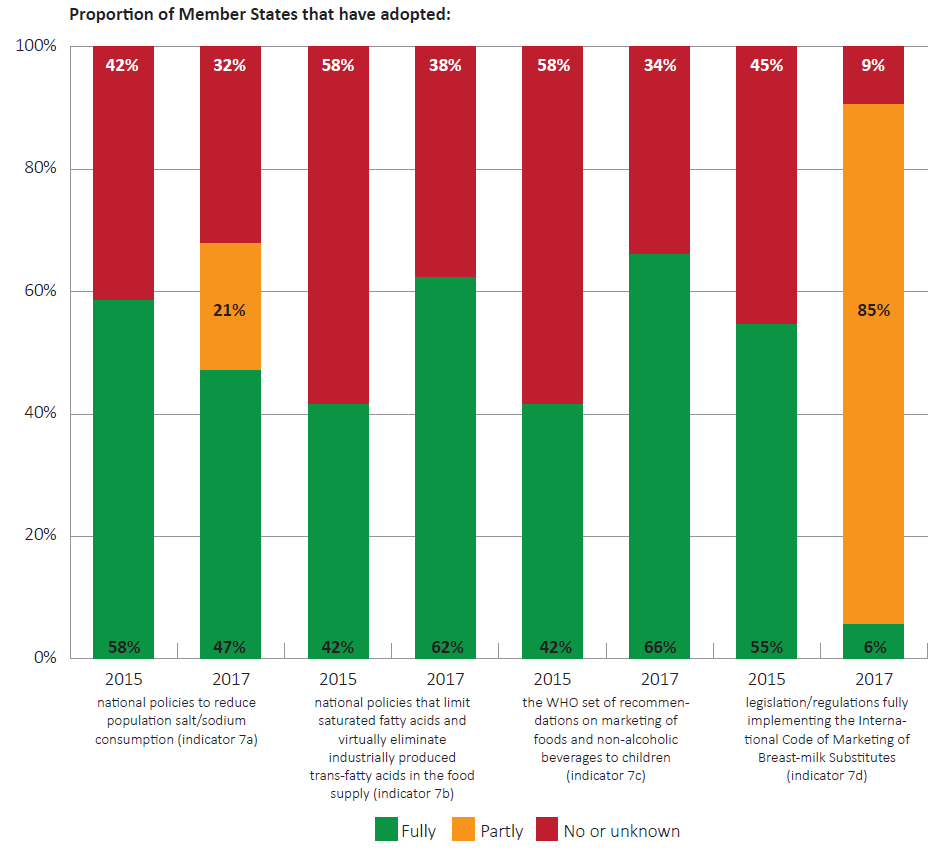 Proportion of Member States that have adopted:
100%
80%
60%
40%
20%
0%
42% 32% 58% 38% 58% 34% 45% 9%
21% 85%
58% 47% 42% 62% 42% 66% 55% 6%
2015 2017 2015 2017 2015 2017 2015 2017
national policies to reduce
population salt/sodium
consumption (indicator 7a)
national policies that limit
saturated fatty acids and
virtually eliminate
industrially produced
trans-fatty acids in the food
supply (indicator 7b)
the WHO set of recommen-
dations on marketing of
foods and non-alcoholic
beverages to children
(indicator 7c)
legislation/regulations fully
implementing the Interna-
tional Code of Marketing of
Breast-milk Substitutes
(indicator 7d)
Fully Partly No or unknown